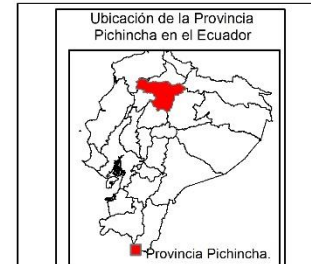 Ubicación de la Provincia
Pichincha en el Ecuador
Provincia Pichincha.